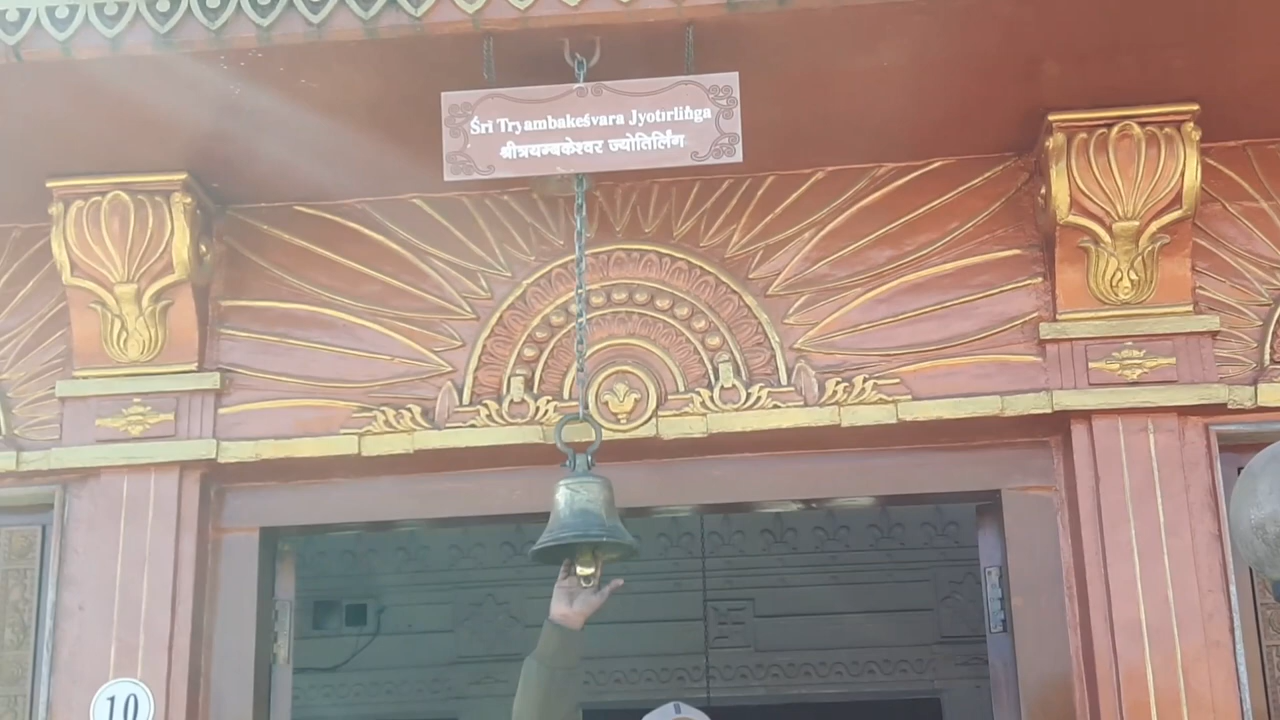 Śrī Tryambakeśvara Jyotirliṅga
श्रीत्रयम्बकेश्वर ज्योतिर्लिंग
10